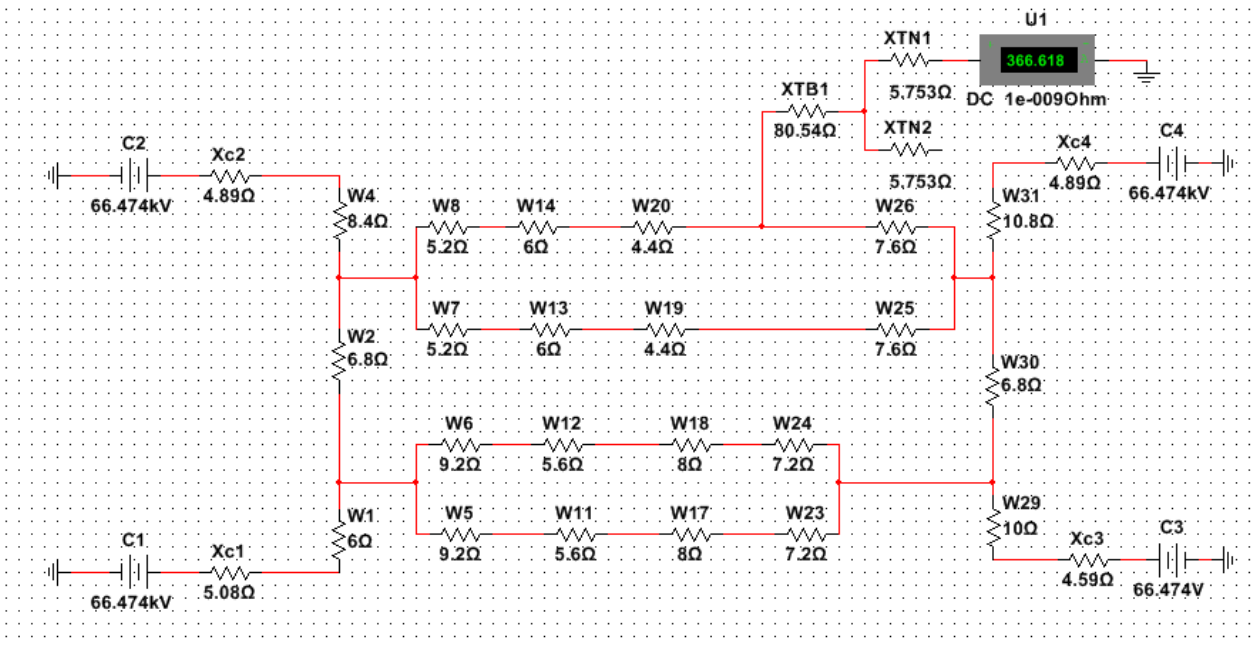 U1
XTN1
366.618
A
5.753Ω
DC 1e-009Ohm
XTB1
80.54Ω
XTN2
5.753Ω
C2
66.474kV
Xc2
4.89Ω
Xc4
4.89Ω
C4
66.474kV
W4
8.4Ω
W31
10.8Ω
W8
5.2Ω
W14
6Ω
W20
4.4Ω
W26
7.6Ω
W7
5.2Ω
W13
6Ω
W19
4.4Ω
W25
7.6Ω
W2
6.8Ω
W30
6.8Ω
W6
9.2Ω
W12
5.6Ω
W18
8Ω
W24
7.2Ω
W5
9.2Ω
W11
5.6Ω
W17
8Ω
W23
7.2Ω
W1
6Ω
W29
10Ω
C1
66.474kV
Xc1
5.08Ω
Xc3
4.59Ω
C3
66.474V